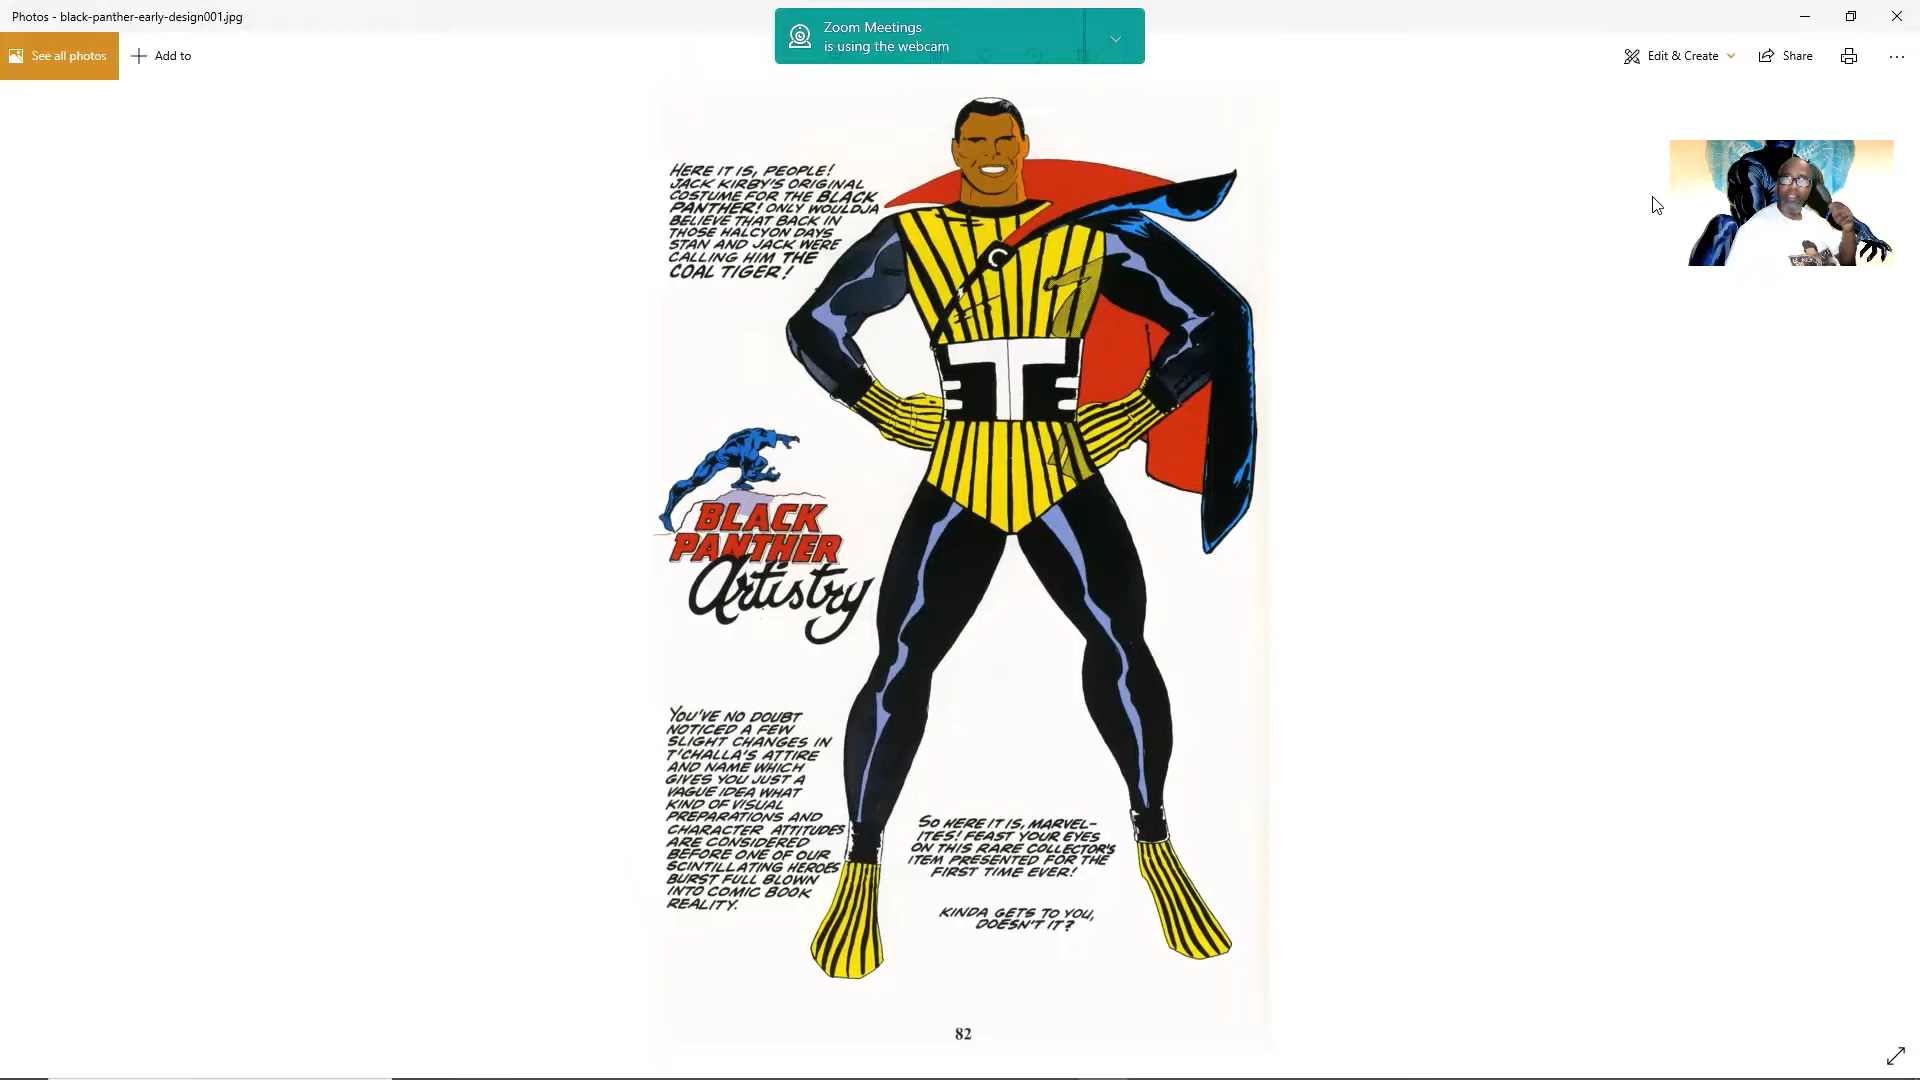 Photos - black-panther-early-design001.jpg
Zoom Meetings
is using the webcam
See all photos
Add to
Edit & Create
Share
HERE IT IS, PEOPLE!
JACK KIRBY'S ORIGINAL
COSTUME FOR THE BLACK
PANTHER! ONLY WOULDJA
BELIEVE THAT BACK IN
THOSE HALCYON DAYS
STAN AND JACK WERE
CALLING HIM THE
COAL TIGER!
C
T
BLACK
PANTHER
Artistry
YOU'VE NO DOUBT
NOTICED A FEW
SLIGHT CHANGES IN
T'CHALLA'S ATTIRE
AND NAME WHICH
GIVES YOU JUST A
VAGUE IDEA WHAT
KIND OF VISUAL
PREPARATIONS AND
CHARACTER ATTITUDES
ARE CONSIDERED
BEFORE ONE OF OUR
SCINTILLATING HEROES
BURST FULL BLOWN
INTO COMIC BOOK
REALITY.
SO HERE IT IS, MARVEL-
ITES! FEAST YOUR EYES
ON THIS RARE COLLECTOR'S
ITEM PRESENTED FOR THE
FIRST TIME EVER!
KINDA GETS TO YOU,
DOESN'T IT?
82